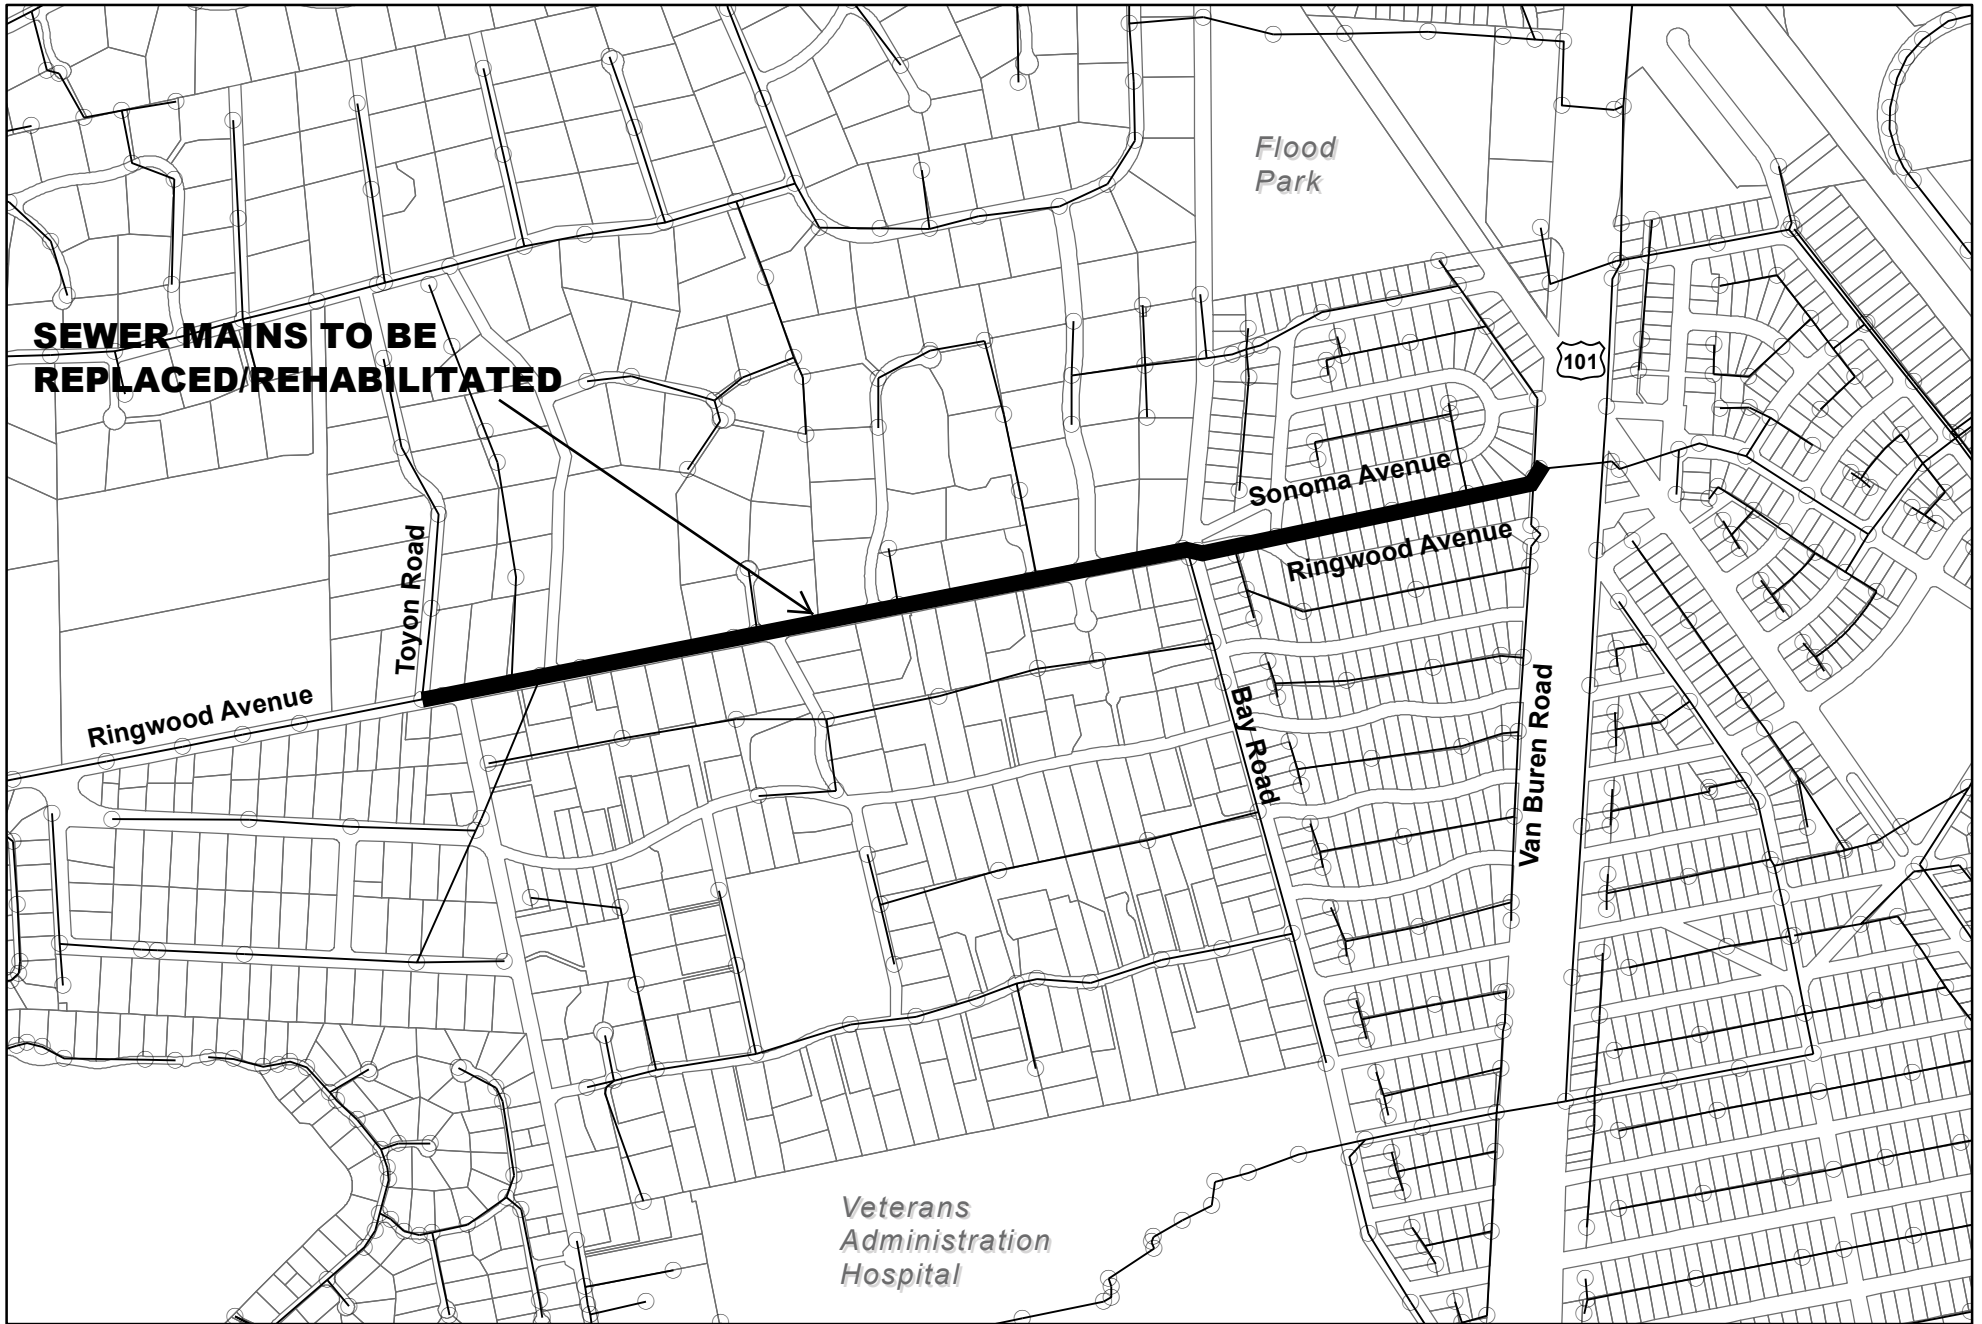 Flood
Park
SEWER MAINS TO BE
REPLACED/REHABILITATED
101
Sonoma Avenue
Ringwood Avenue
Toyon Road
Ringwood Avenue
Bay Road
Van Buren Road
Veterans
Administration
Hospital